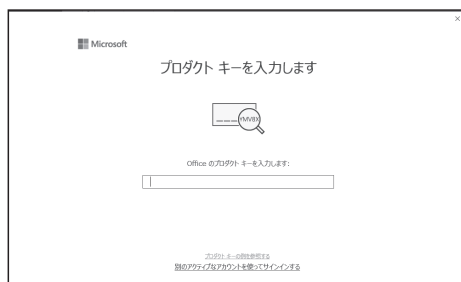 Microsoft
プロダクト キーを入力します
YMV8X
Office のプロダクト キーを入力します:
プロダクト キーの例を参照する
別のアクティブなアカウントを使ってサインインする